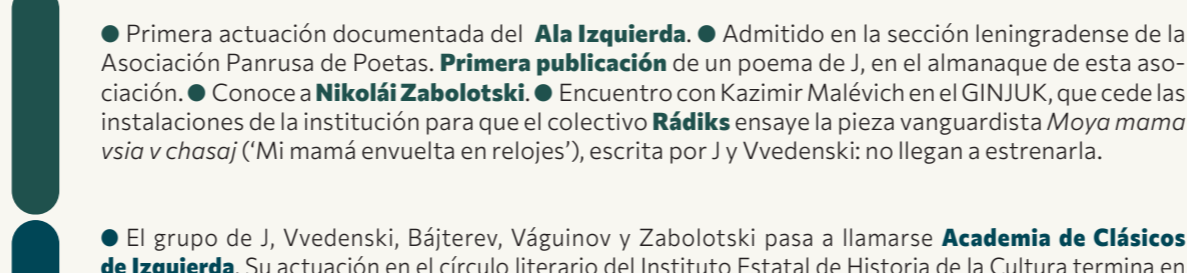 ● Primera actuación documentada del Ala Izquierda. ● Admitido en la sección leningradense de la
Asociación Panrusa de Poetas. Primera publicación de un poema de J, en el almanaque de esta aso-
ciación. ● Conoce a Nikolái Zabolotski. ● Encuentro con Kazimir Malévich en el GINJUK, que cede las
instalaciones de la institución para que el colectivo Rádiks ensaye la pieza vanguardista Moya mama
vsia v chasaj (‘Mi mamá envuelta en relojes’), escrita por J y Vvedenski: no llegan a estrenarla.
● El grupo de J, Vvedenski, Bájterev, Váguinov y Zabolotski pasa a llamarse Academia de Clásicos
de Izquierda. Su actuación en el círculo literario del Instituto Estatal de Historia de la Cultura termina en